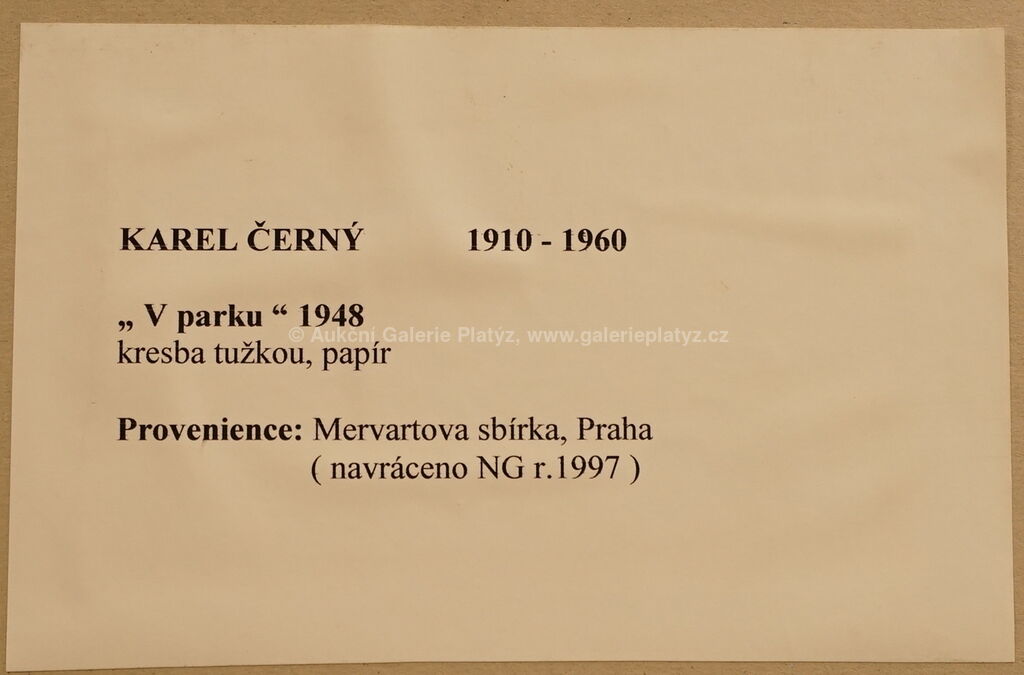 KAREL ČERNÝ 1910 - 1960
„ V parku “ 1948
© Aukční Galerie Platýz, www.galerieplatyz.cz
kresba tužkou, papír
Provenience: Mervartova sbírka, Praha
( navráceno NG r.1997 )